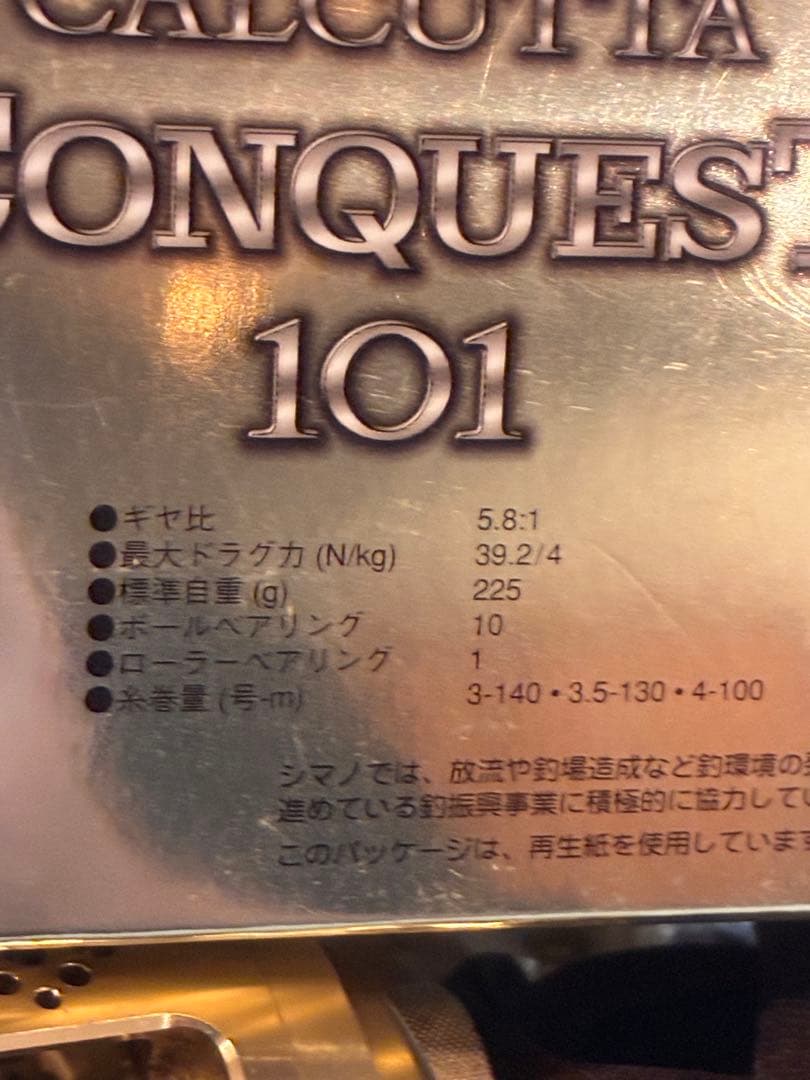 CALCUTTA
CONQUEST
101
●ギヤ比 5.8:1
●最大ドラグ力 (N/kg) 39.2/4
●標準自重 (g) 225
●ボールベアリング 10
●ローラーベアリング 1
●糸巻量 (号-m) 3-140•3.5-130•4-100
シマノでは、放流や釣場造成など釣環境の
進めている釣振興事業に積極的に協力してい
このパッケージは、再生紙を使用しています